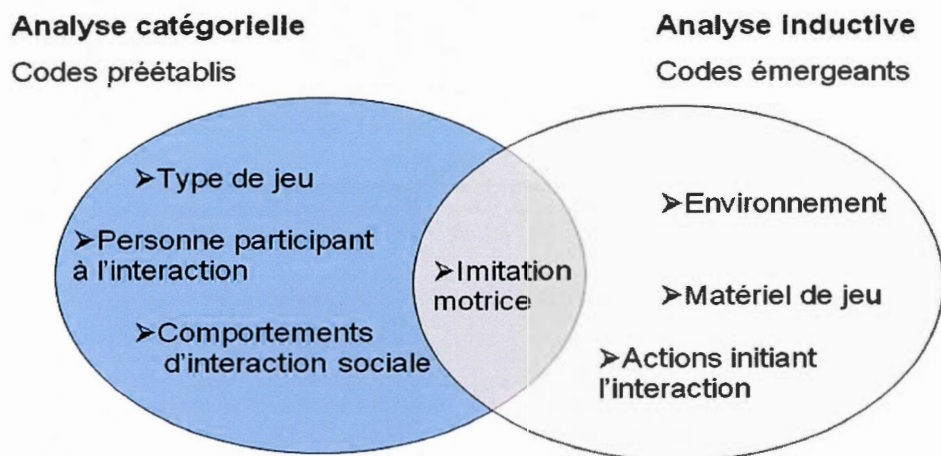 Analyse catégorielle
Codes préétablis
Analyse inductive
Codes émergeants
➤Type de jeu
➤Personne participant
à l'interaction
➤Comportements
d'interaction sociale
➤Imitation
motrice
➤Environnement
➤Matériel de jeu
➤Actions initiant
l'interaction